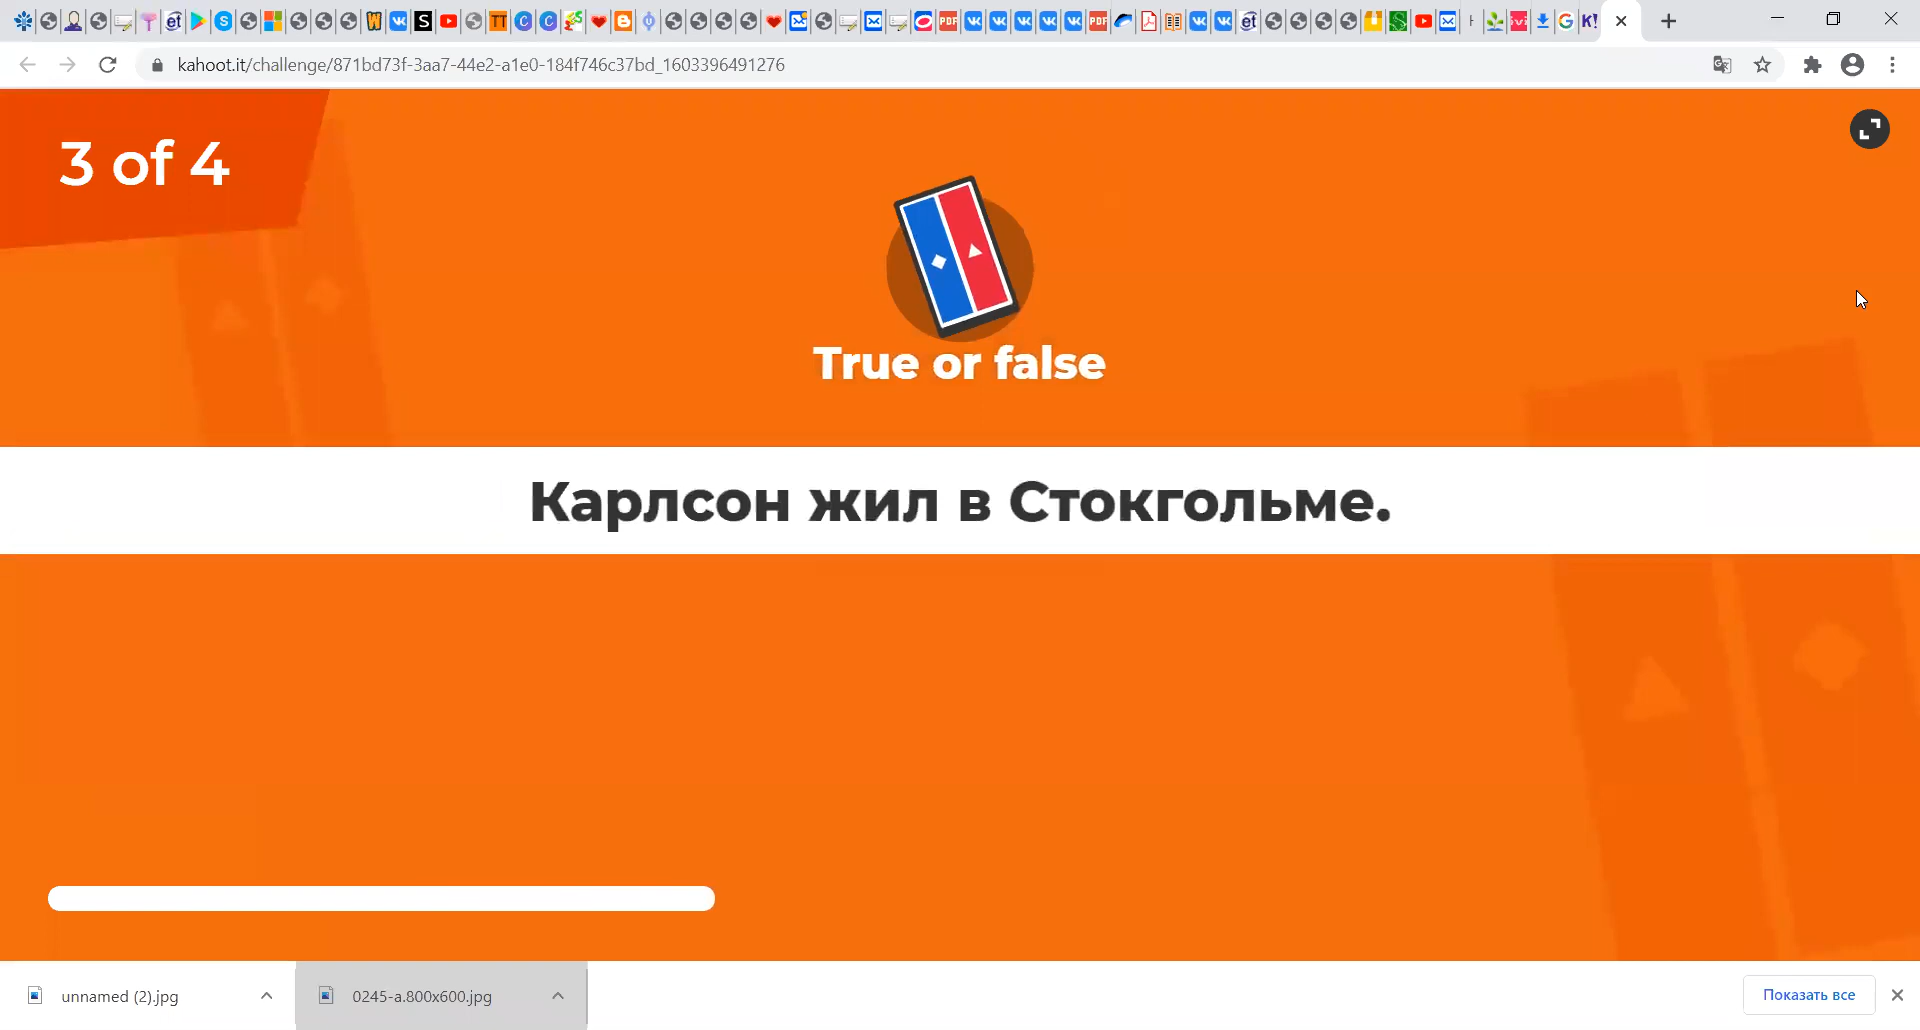 kahoot.it/challenge/871bd73f-3aa7-44e2-a1e0-184f746c37bd_1603396491276
3 of 4
True or false
Карлсон жил в Стокгольме.
unnamed (2).jpg
0245-a.800x600.jpg
Показать все